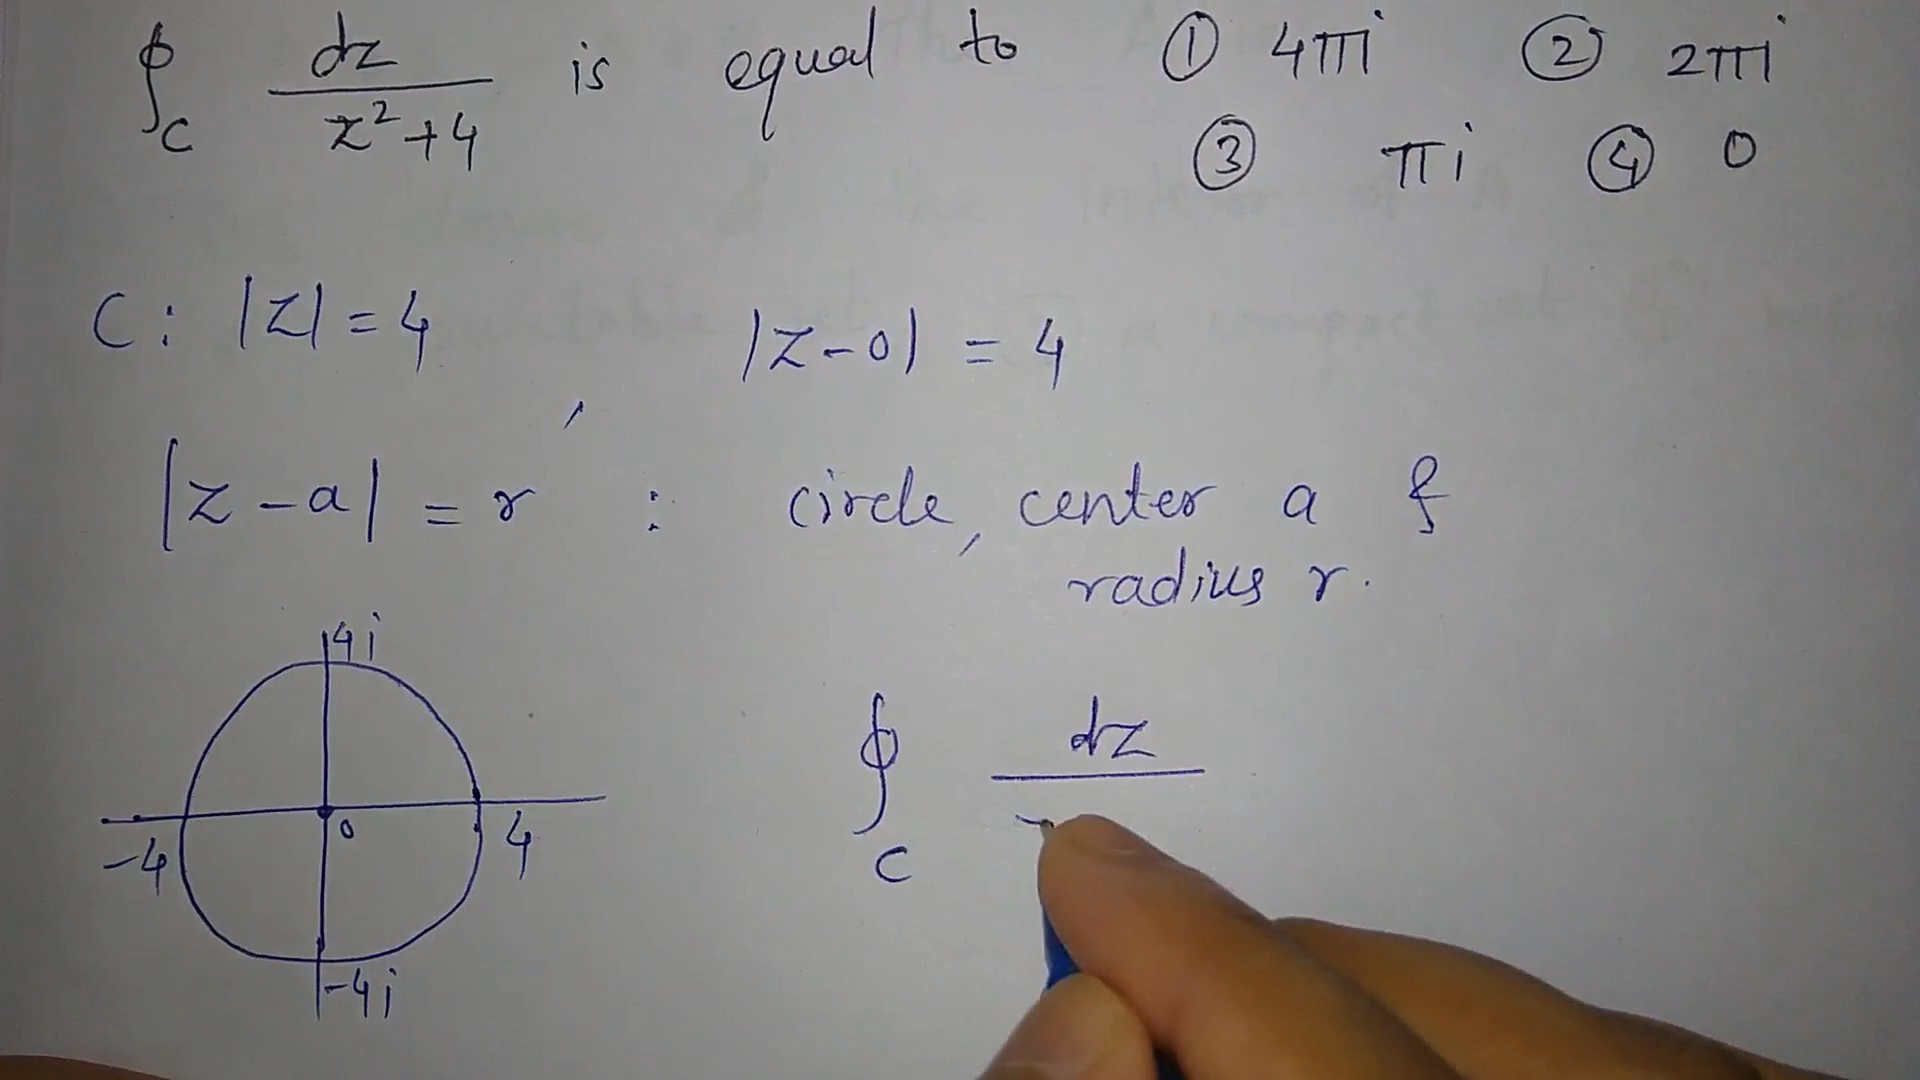 ∮_C dz / z²+4 is equal to ① 4πi ② 2πi
③ πi ④ 0
C: |z| = 4 , |z-0| = 4
|z-a| = r : circle, center a &
radius r.
4i
-4 0 4
-4i
∮_C dz